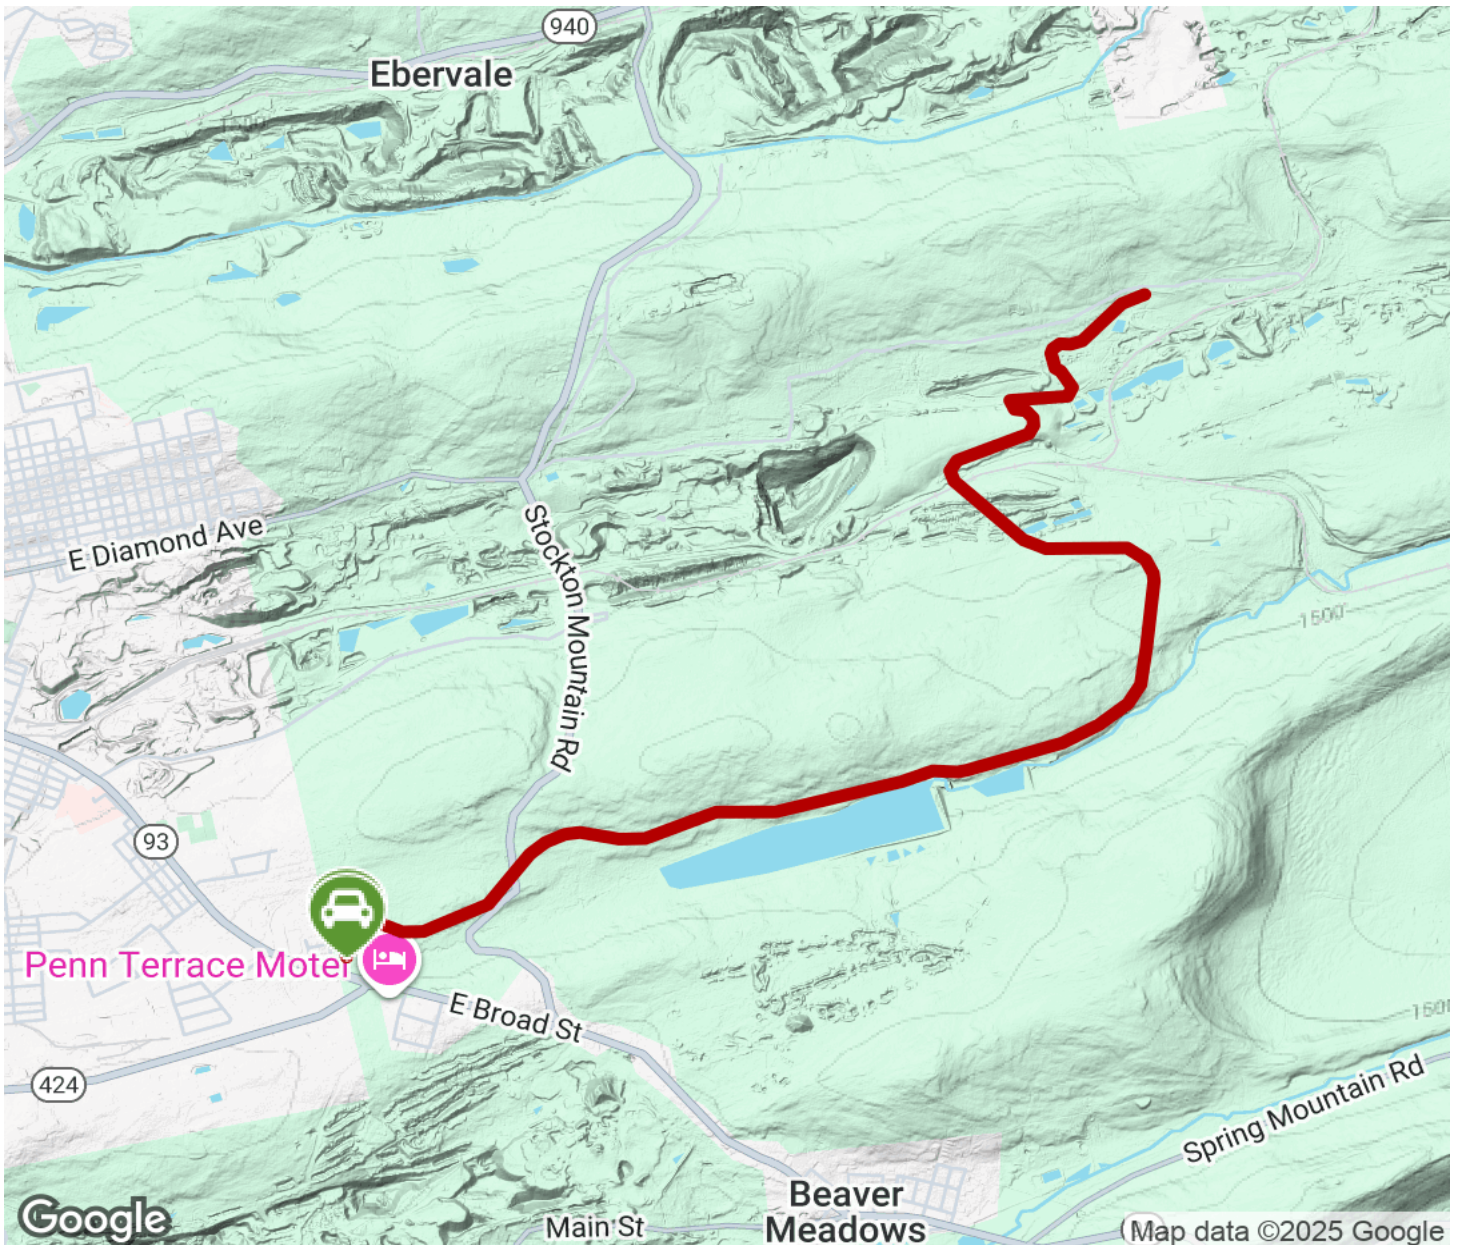 940
Ebervale
E Diamond Ave
Stockton Mountain Rd
1500
93
Penn Terrace Motel
E Broad St
424
Spring Mountain Rd
Beaver
Meadows
Main St
Google
Map data ©2025 Google